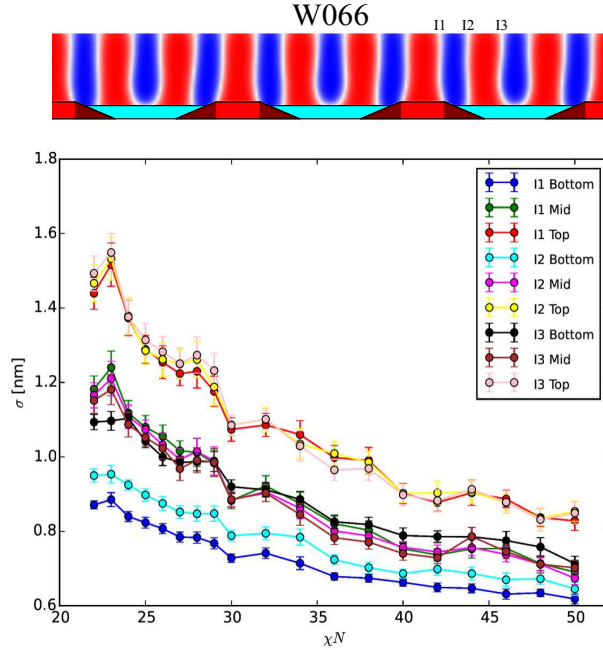 W066
I1 I2 I3
1.8
1.6
1.4
1.2
1.0
0.8
0.6
σ [nm]
I1 Bottom
I1 Mid
I1 Top
I2 Bottom
I2 Mid
I2 Top
I3 Bottom
I3 Mid
I3 Top
20 25 30 35 40 45 50
χN